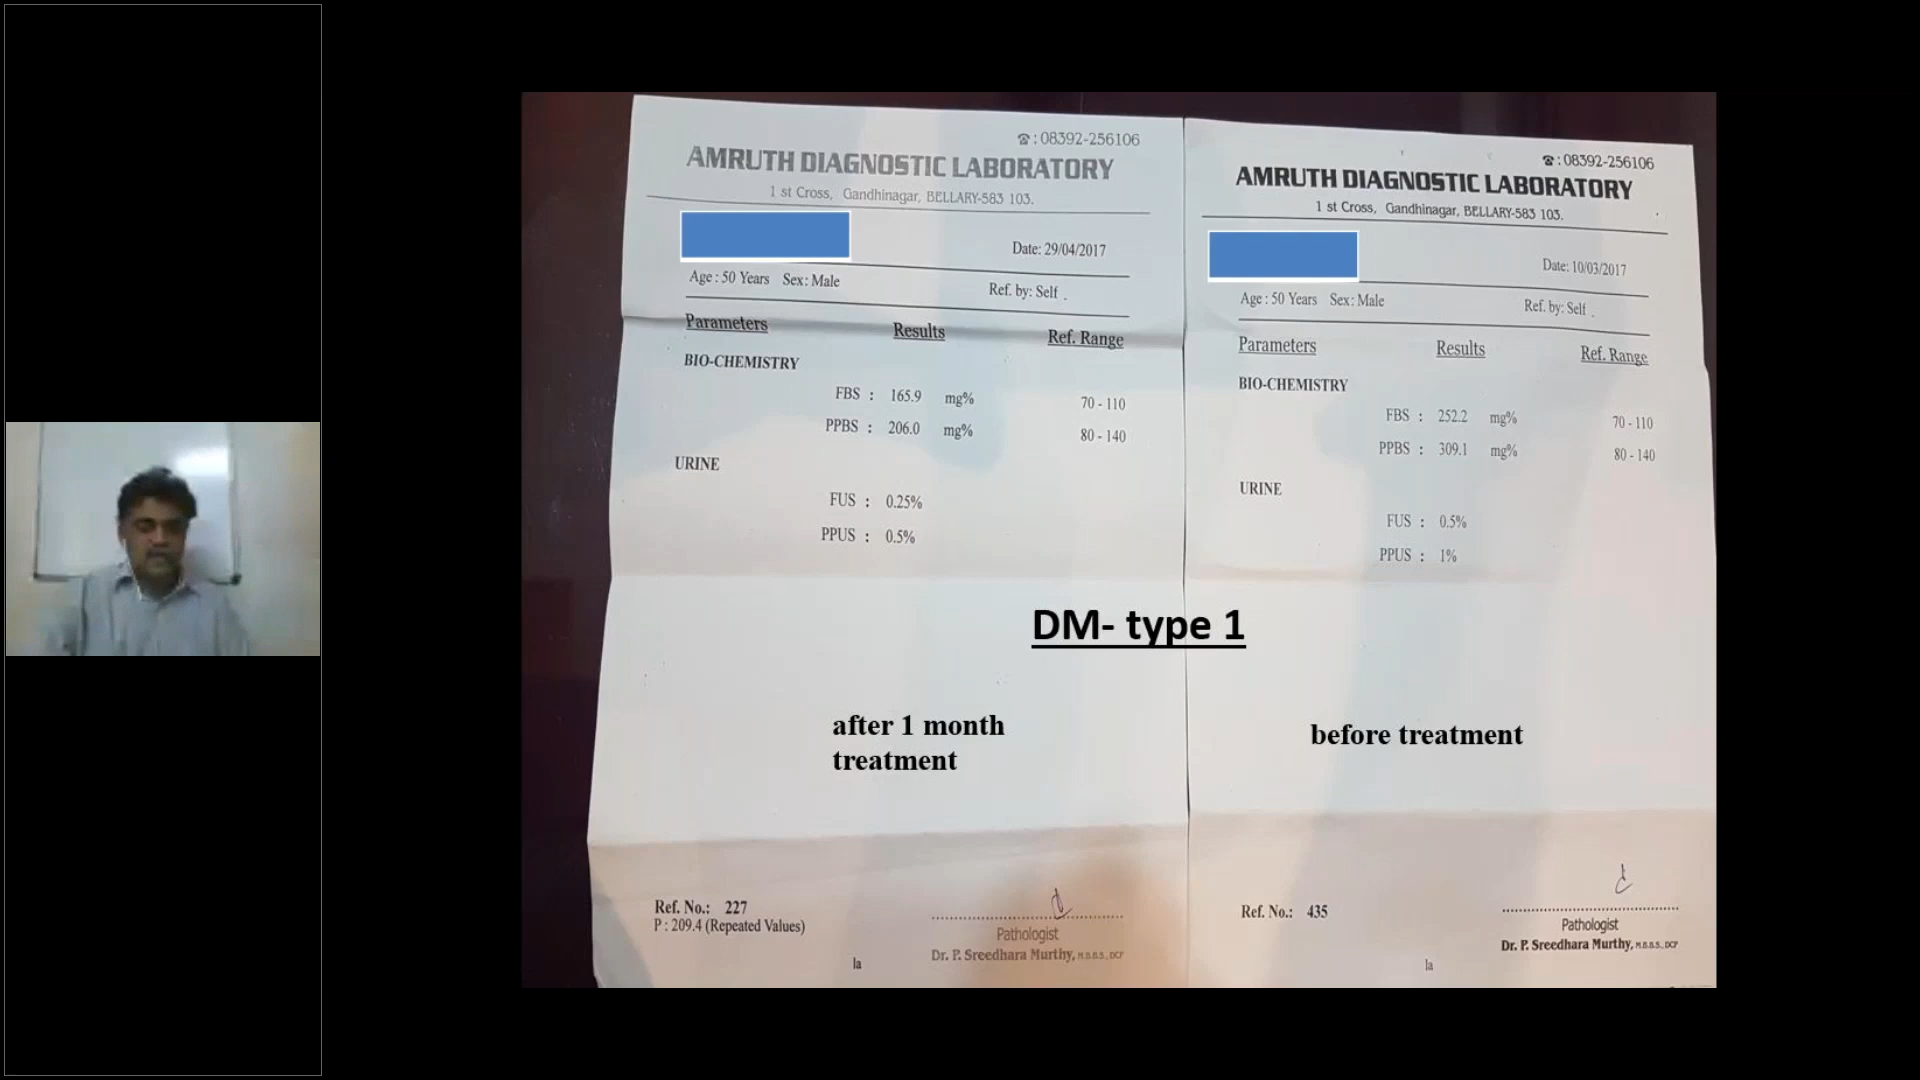 ☎: 08392-256106
AMRUTH DIAGNOSTIC LABORATORY
1 st Cross, Gandhinagar, BELLARY-583 103.
Date: 29/04/2017
Age : 50 Years Sex: Male
Ref. by: Self .
Parameters Results Ref. Range
BIO-CHEMISTRY
FBS : 165.9 mg% 70 - 110
PPBS : 206.0 mg% 80 - 140
URINE
FUS : 0.25%
PPUS : 0.5%
after 1 month
treatment
Ref. No.: 227
P : 209.4 (Repeated Values)
Pathologist
Dr. P. Sreedhara Murthy, M.B.B.S., DCP
la
☎: 08392-256106
AMRUTH DIAGNOSTIC LABORATORY
1 st Cross, Gandhinagar, BELLARY-583 103.
Date: 10/03/2017
Age : 50 Years Sex: Male
Ref. by: Self .
Parameters Results Ref. Range
BIO-CHEMISTRY
FBS : 252.2 mg% 70 - 110
PPBS : 309.1 mg% 80 - 140
URINE
FUS : 0.5%
PPUS : 1%
DM- type 1
before treatment
Ref. No.: 435
Pathologist
Dr. P. Sreedhara Murthy, M.B.B.S., DCP
la